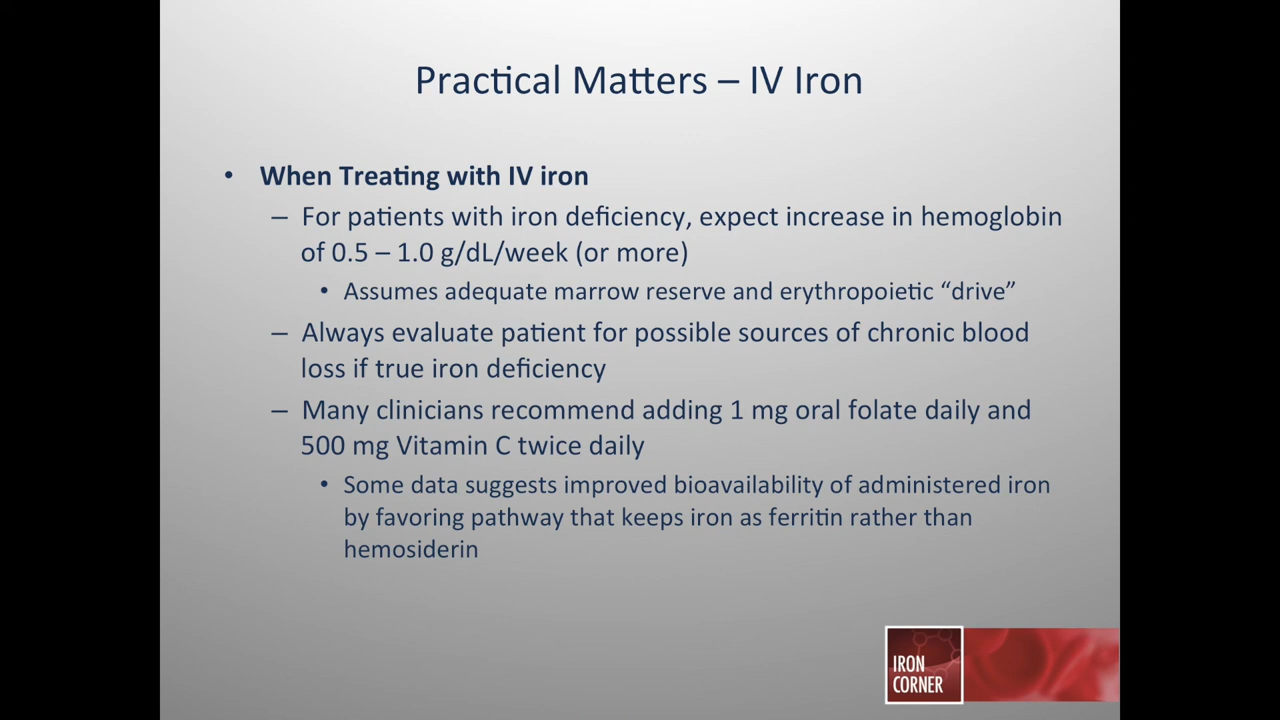 Practical Matters – IV Iron
• When Treating with IV iron
– For patients with iron deficiency, expect increase in hemoglobin
of 0.5 – 1.0 g/dL/week (or more)
• Assumes adequate marrow reserve and erythropoietic “drive”
– Always evaluate patient for possible sources of chronic blood
loss if true iron deficiency
– Many clinicians recommend adding 1 mg oral folate daily and
500 mg Vitamin C twice daily
• Some data suggests improved bioavailability of administered iron
by favoring pathway that keeps iron as ferritin rather than
hemosiderin
IRON
CORNER